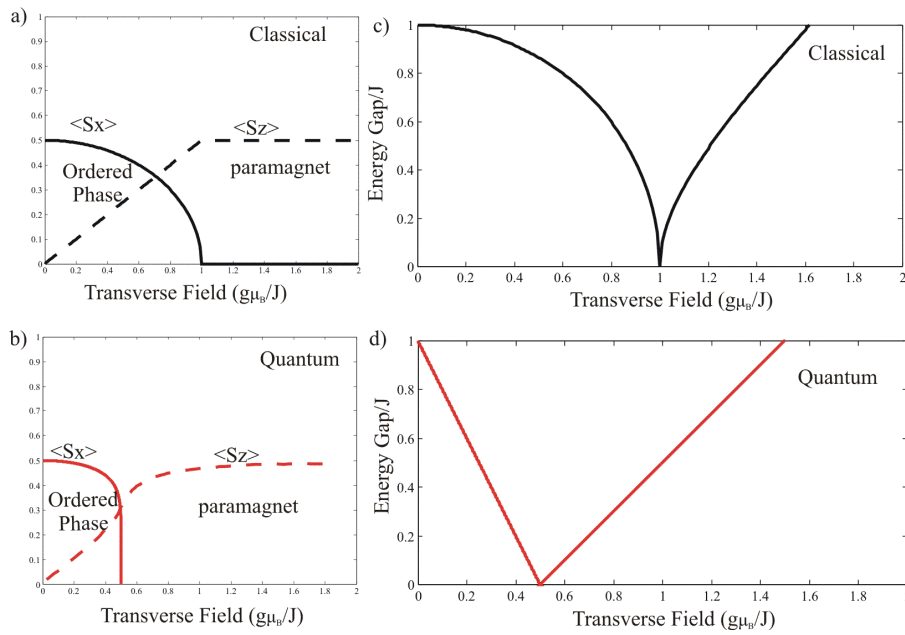 a)
Classical
<Sx>
<Sz>
Ordered
Phase
paramagnet
1
0.9
0.8
0.7
0.6
0.5
0.4
0.3
0.2
0.1
0
0 0.2 0.4 0.6 0.8 1 1.2 1.4 1.6 1.8 2
Transverse Field (gμB/J)
c)
Classical
Energy Gap/J
1
0.8
0.6
0.4
0.2
0
0 0.2 0.4 0.6 0.8 1 1.2 1.4 1.6 1.8 2
Transverse Field (gμB/J)
b)
Quantum
<Sx>
<Sz>
Ordered
Phase
paramagnet
1
0.9
0.8
0.7
0.6
0.5
0.4
0.3
0.2
0.1
0
0 0.2 0.4 0.6 0.8 1 1.2 1.4 1.6 1.8 2
Transverse Field (gμB/J)
d)
Quantum
Energy Gap/J
1
0.8
0.6
0.4
0.2
0
0 0.2 0.4 0.6 0.8 1 1.2 1.4 1.6 1.8
Transverse Field (gμB/J)